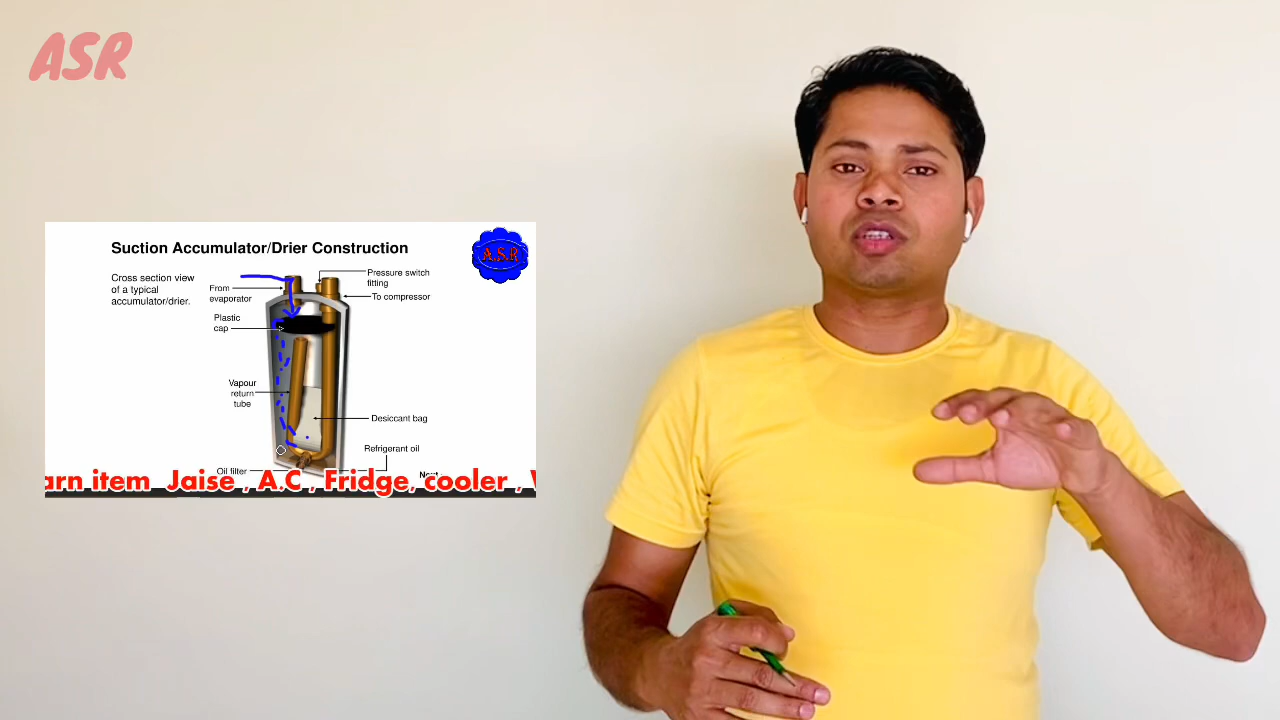 ASR
Suction Accumulator/Drier Construction
A.S.R
Cross section view
of a typical
accumulator/drier.
From
evaporator
Pressure switch
fitting
To compressor
Plastic
cap
Vapour
return
tube
Desiccant bag
Refrigerant oil
Oil filter
Next
arn item Jaise , A.C , Fridge, cooler ,